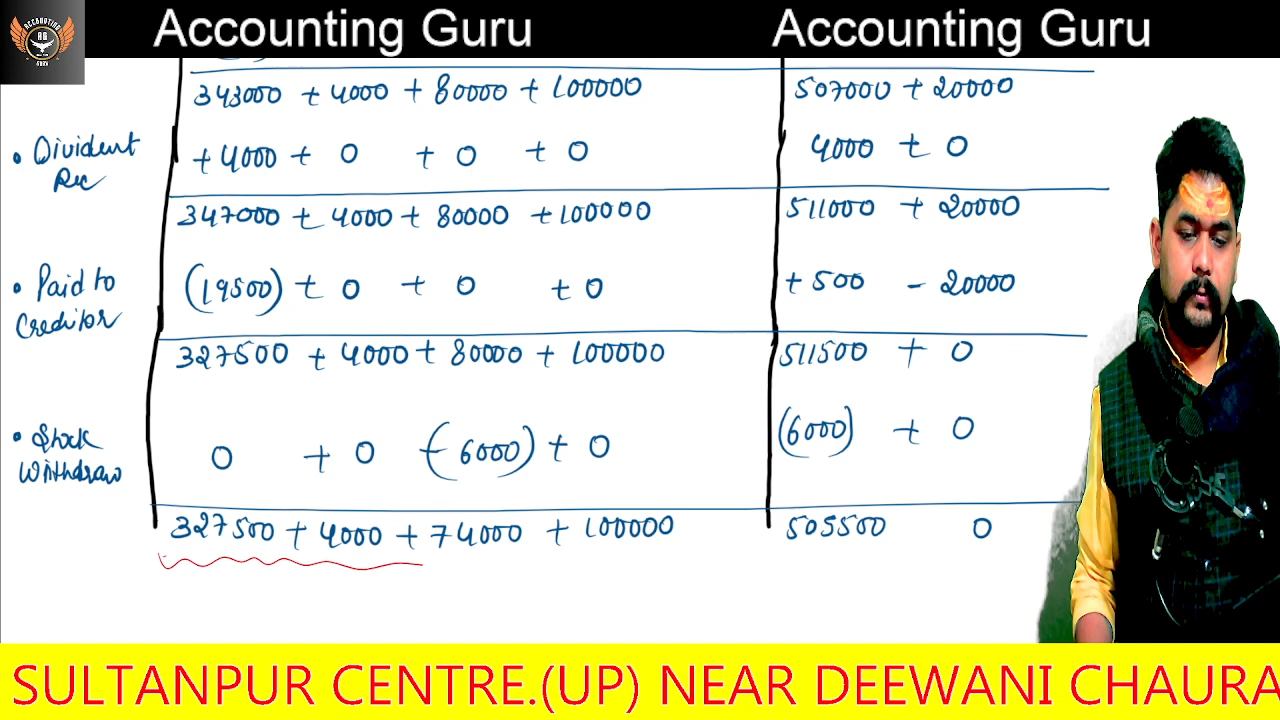 ACCOUNTING
AG
GURU
Accounting Guru Accounting Guru
343000 + 4000 + 80000 + 100000 507000 + 20000
• Divident Rec +4000 + 0 + 0 + 0 4000 + 0
347000 + 4000 + 80000 + 100000 511000 + 20000
• Paid to Creditor (19500) + 0 + 0 + 0 + 500 - 20000
327500 + 4000 + 80000 + 100000 511500 + 0
• Stock Withdraw 0 + 0 (-6000) + 0 (6000) + 0
327500 + 4000 + 74000 + 100000 505500 0
SULTANPUR CENTRE.(UP) NEAR DEEWANI CHAURA